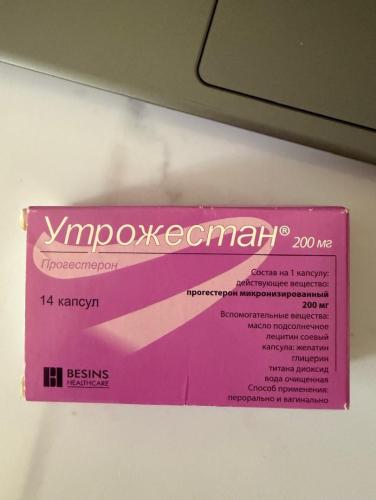 Утрожестан® 200 мг
Прогестерон
14 капсул
Состав на 1 капсулу:
действующее вещество:
прогестерон микронизированный
200 мг
Вспомогательные вещества:
масло подсолнечное
лецитин соевый
капсула: желатин
глицерин
титана диоксид
вода очищенная
Способ применения:
перорально и вагинально
BESINS
HEALTHCARE